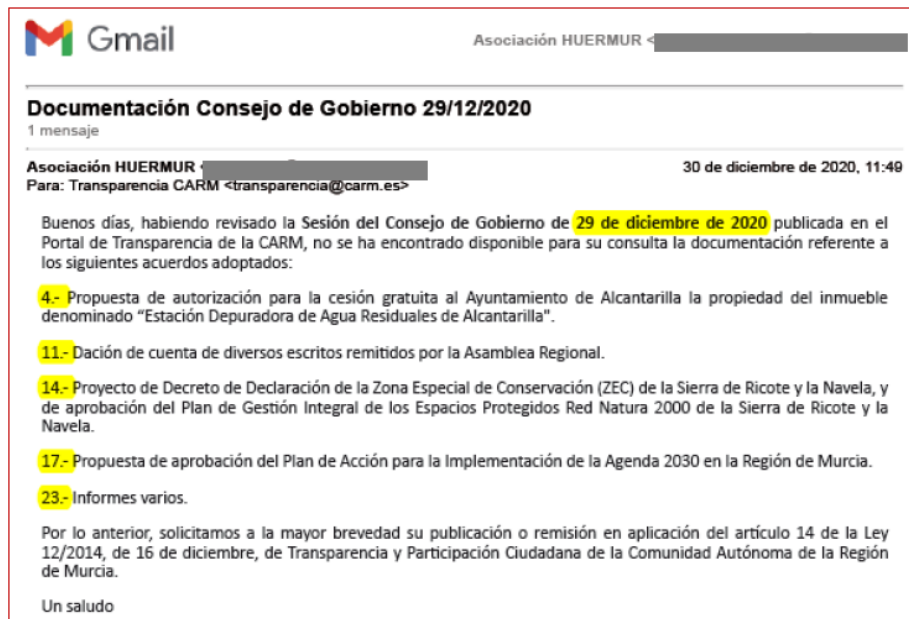 Gmail
Asociación HUERMUR <
Documentación Consejo de Gobierno 29/12/2020
1 mensaje
Asociación HUERMUR <
30 de diciembre de 2020, 11:49
Para: Transparencia CARM <transparencia@carm.es>
Buenos días, habiendo revisado la Sesión del Consejo de Gobierno de 29 de diciembre de 2020 publicada en el
Portal de Transparencia de la CARM, no se ha encontrado disponible para su consulta la documentación referente a
los siguientes acuerdos adoptados:
4.- Propuesta de autorización para la cesión gratuita al Ayuntamiento de Alcantarilla la propiedad del inmueble
denominado “Estación Depuradora de Agua Residuales de Alcantarilla".
11.- Dación de cuenta de diversos escritos remitidos por la Asamblea Regional.
14.- Proyecto de Decreto de Declaración de la Zona Especial de Conservación (ZEC) de la Sierra de Ricote y la Navela, y
de aprobación del Plan de Gestión Integral de los Espacios Protegidos Red Natura 2000 de la Sierra de Ricote y la
Navela.
17.- Propuesta de aprobación del Plan de Acción para la Implementación de la Agenda 2030 en la Región de Murcia.
23.- Informes varios.
Por lo anterior, solicitamos a la mayor brevedad su publicación o remisión en aplicación del artículo 14 de la Ley
12/2014, de 16 de diciembre, de Transparencia y Participación Ciudadana de la Comunidad Autónoma de la Región
de Murcia.
Un saludo